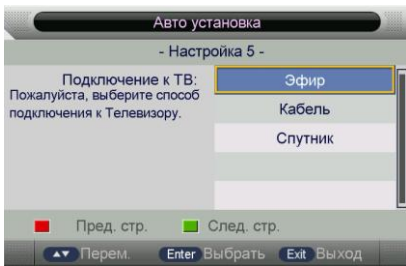 Авто установка
- Настройка 5 -
Подключение к ТВ:
Пожалуйста, выберите способ
подключения к Телевизору.
Эфир
Кабель
Спутник
Пред. стр. След. стр.
Перем. Enter Выбрать Exit Выход